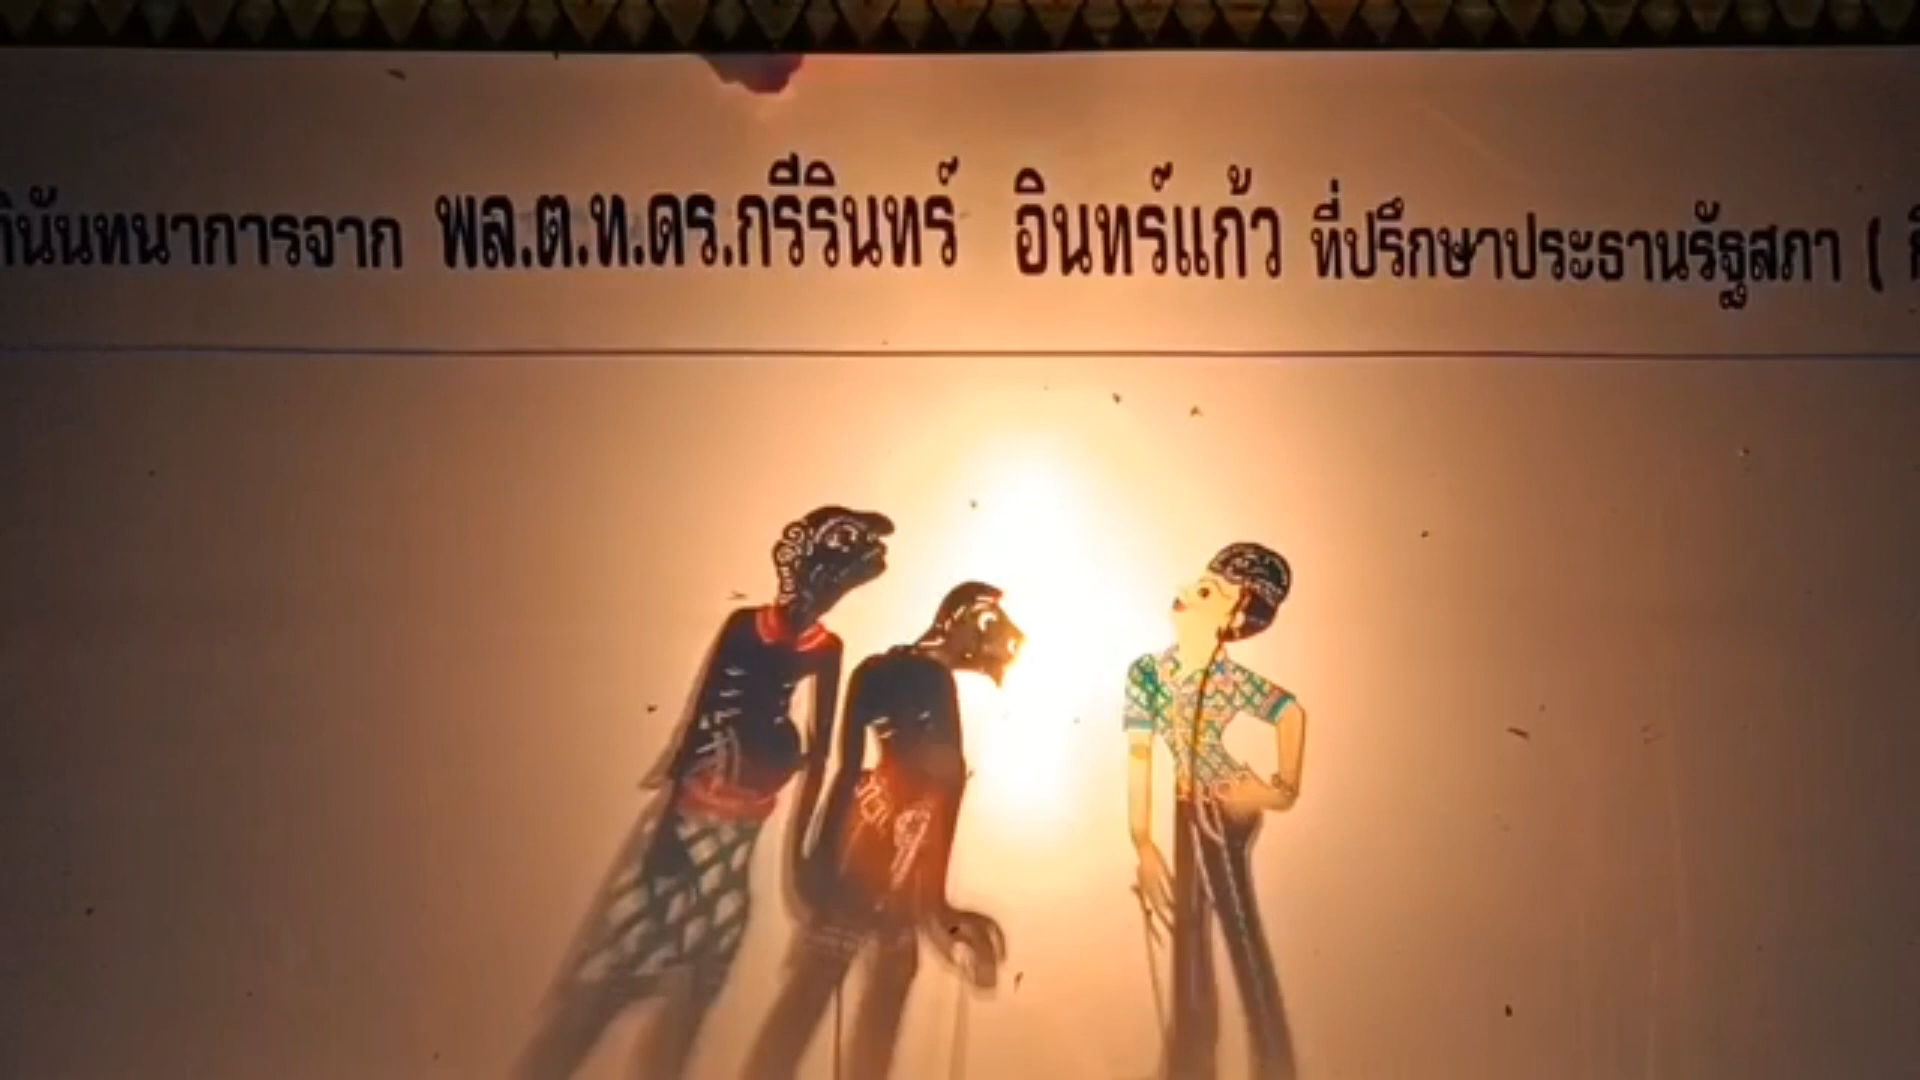 นันทนาการจาก พล.ต.ท.ดร.กรีรินทร์ อินทร์แก้ว ที่ปรึกษาประธานรัฐสภา (